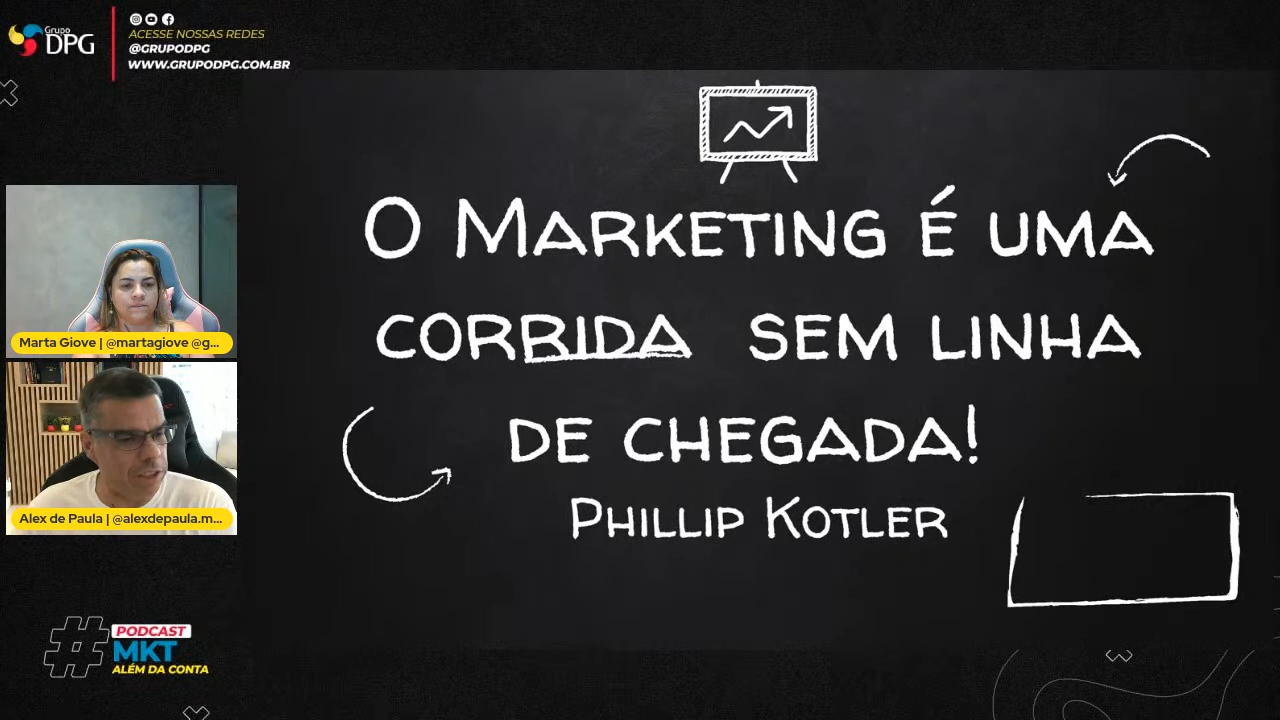 Grupo
DPG
ACESSE NOSSAS REDES
@GRUPODPG
WWW.GRUPODPG.COM.BR
O MARKETING É UMA
CORRIDA SEM LINHA
DE CHEGADA!
PHILLIP KOTLER
Marta Giove | @martagiove @g...
Alex de Paula | @alexdepaula.m...
#
PODCAST
MKT
ALÉM DA CONTA